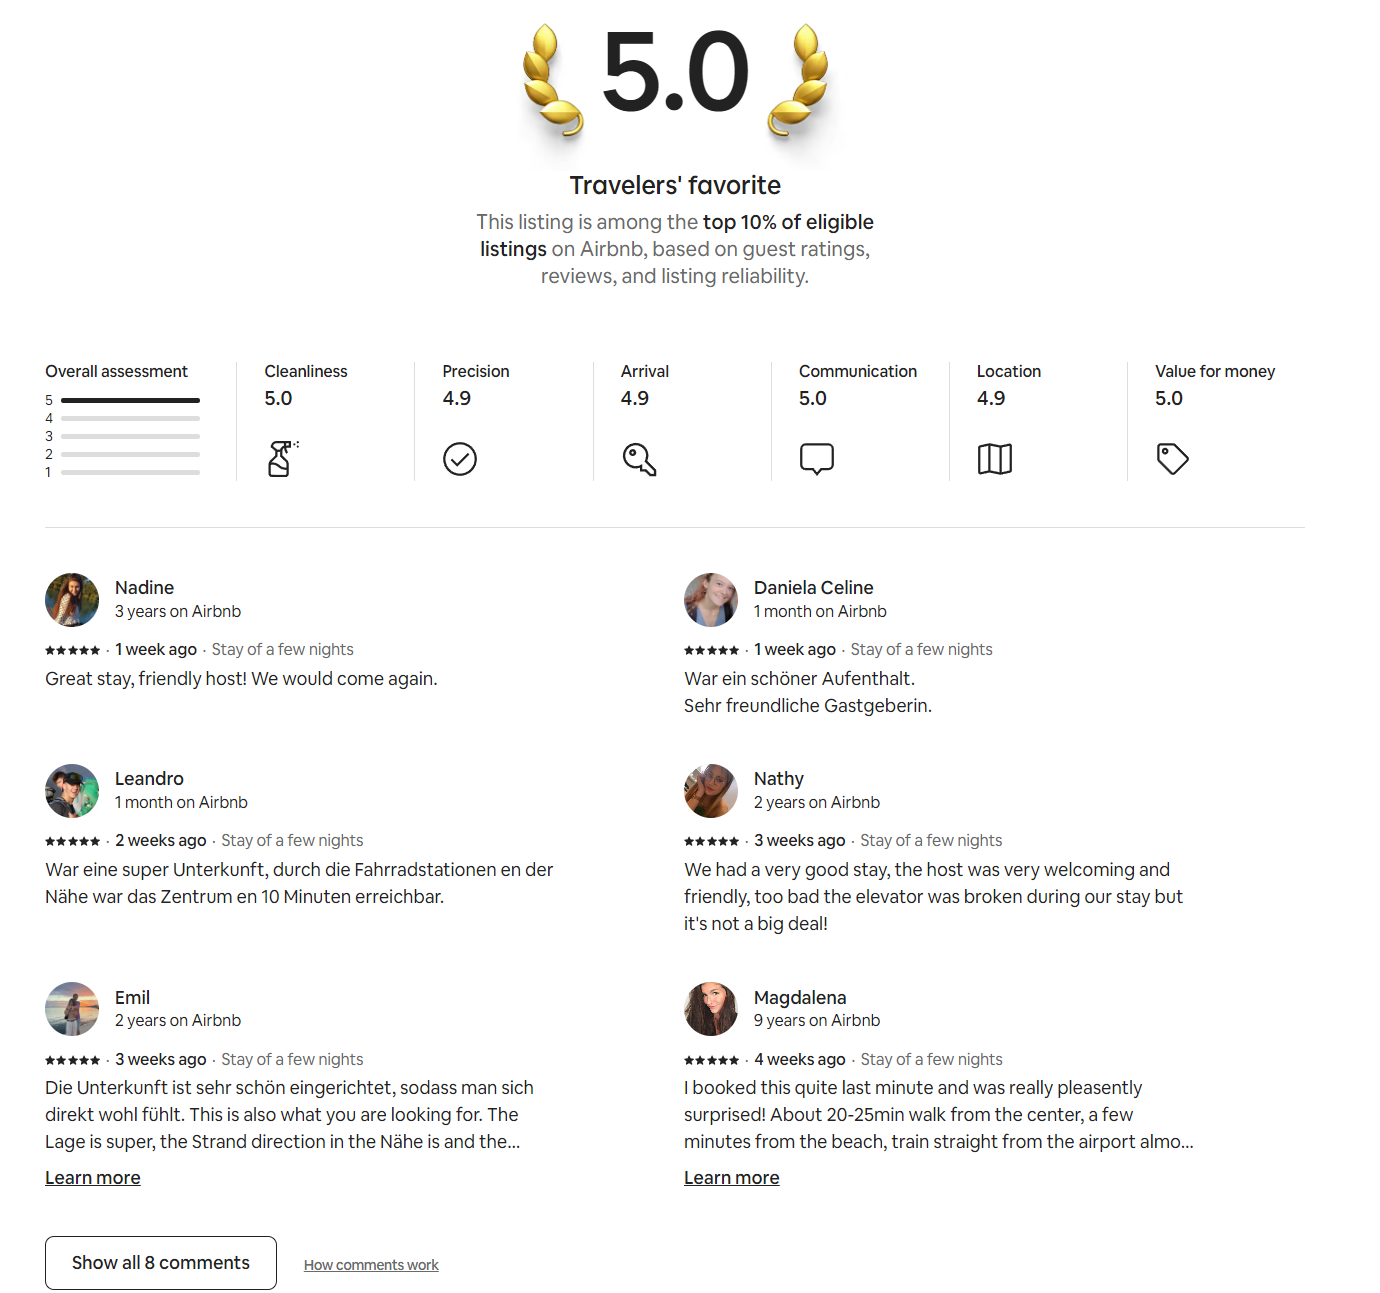 5.0
Travelers' favorite
This listing is among the top 10% of eligible
listings on Airbnb, based on guest ratings,
reviews, and listing reliability.
Overall assessment
5
4
3
2
1
Cleanliness
5.0
Precision
4.9
Arrival
4.9
Communication
5.0
Location
4.9
Value for money
5.0
Nadine
3 years on Airbnb
· 1 week ago · Stay of a few nights
Great stay, friendly host! We would come again.
Daniela Celine
1 month on Airbnb
· 1 week ago · Stay of a few nights
War ein schöner Aufenthalt.
Sehr freundliche Gastgeberin.
Leandro
1 month on Airbnb
· 2 weeks ago · Stay of a few nights
War eine super Unterkunft, durch die Fahrradstationen en der
Nähe war das Zentrum en 10 Minuten erreichbar.
Nathy
2 years on Airbnb
· 3 weeks ago · Stay of a few nights
We had a very good stay, the host was very welcoming and
friendly, too bad the elevator was broken during our stay but
it's not a big deal!
Emil
2 years on Airbnb
· 3 weeks ago · Stay of a few nights
Die Unterkunft ist sehr schön eingerichtet, sodass man sich
direkt wohl fühlt. This is also what you are looking for. The
Lage is super, the Strand direction in the Nähe is and the...
Learn more
Magdalena
9 years on Airbnb
· 4 weeks ago · Stay of a few nights
I booked this quite last minute and was really pleasently
surprised! About 20-25min walk from the center, a few
minutes from the beach, train straight from the airport almo...
Learn more
Show all 8 comments
How comments work